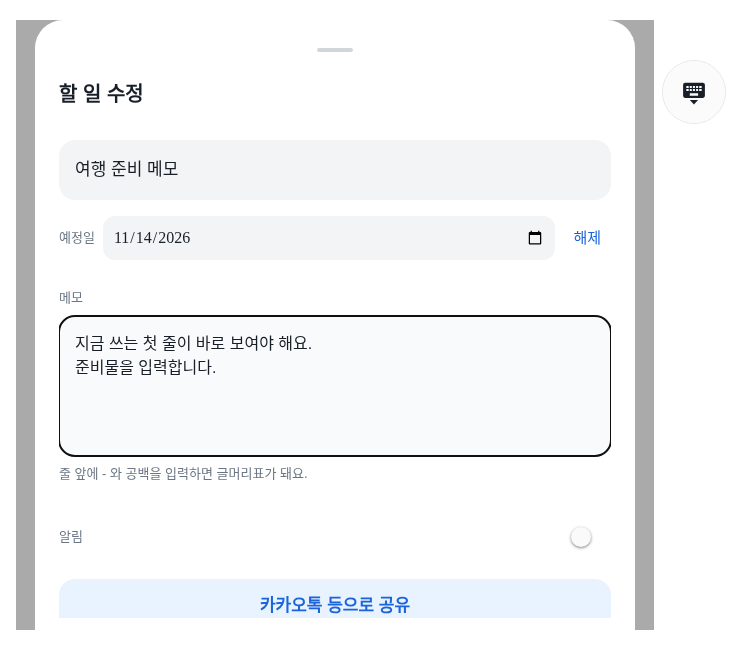 할 일 수정
여행 준비 메모
예정일 11/14/2026 해제
메모
지금 쓰는 첫 줄이 바로 보여야 해요.
준비물을 입력합니다.
줄 앞에 - 와 공백을 입력하면 글머리표가 돼요.
알림
카카오톡 등으로 공유